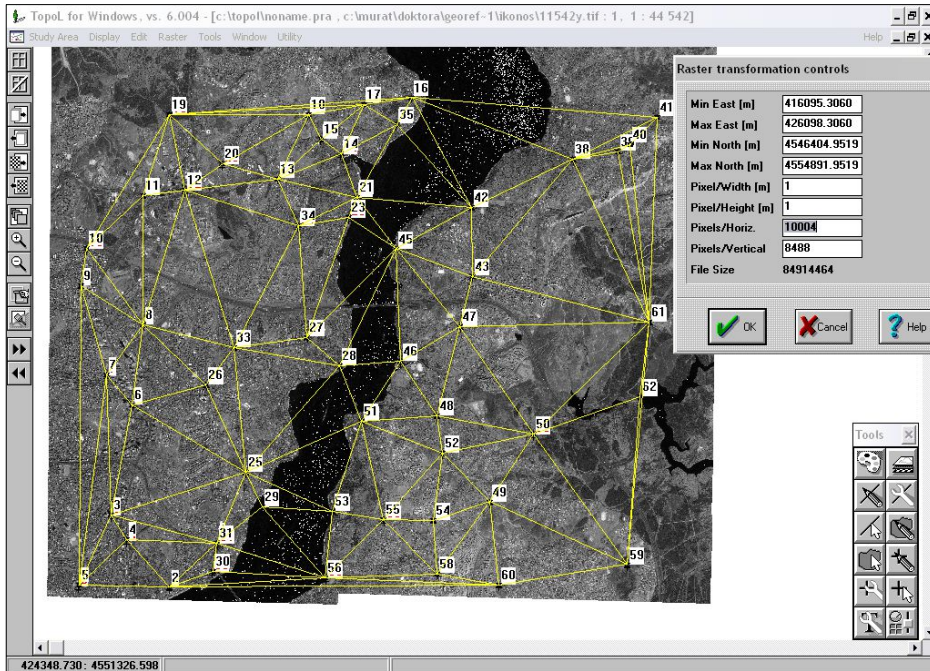 TopoL for Windows, vs. 6.004 - [c:\topol\noname.pra , c:\murat\doktora\georef-1\ikonos\11542y.tif : 1, 1 : 44 542]
Study Area Display Edit Raster Tools Window Utility Help
Raster transformation controls
Min East [m] 416095.3060
Max East [m] 426098.3060
Min North [m] 4546404.9519
Max North [m] 4554891.9519
Pixel/Width [m] 1
Pixel/Height [m] 1
Pixels/Horiz. 10004
Pixels/Vertical 8488
File Size 84914464
OK Cancel Help
16
17
19 18 41
35
15 40
39
14 38
20
13
11 12 21
42
23
34
10 45
9 43
8 27 47 61
33
28 46
7 26 62
6 48
51
50
52
25
29 53 49
3
55 54
4 31
59
30 56 58
5 2 60
Tools
424348.730: 4551326.598